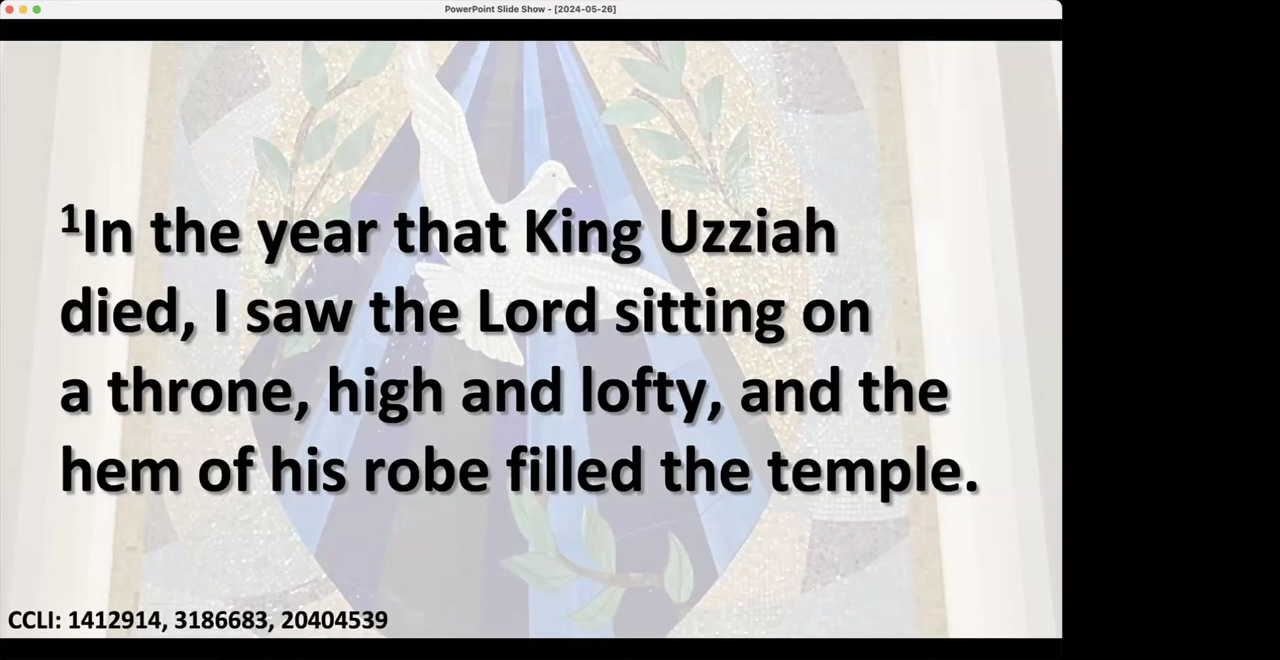 PowerPoint Slide Show - [2024-05-26]
1In the year that King Uzziah
died, I saw the Lord sitting on
a throne, high and lofty, and the
hem of his robe filled the temple.
CCLI: 1412914, 3186683, 20404539